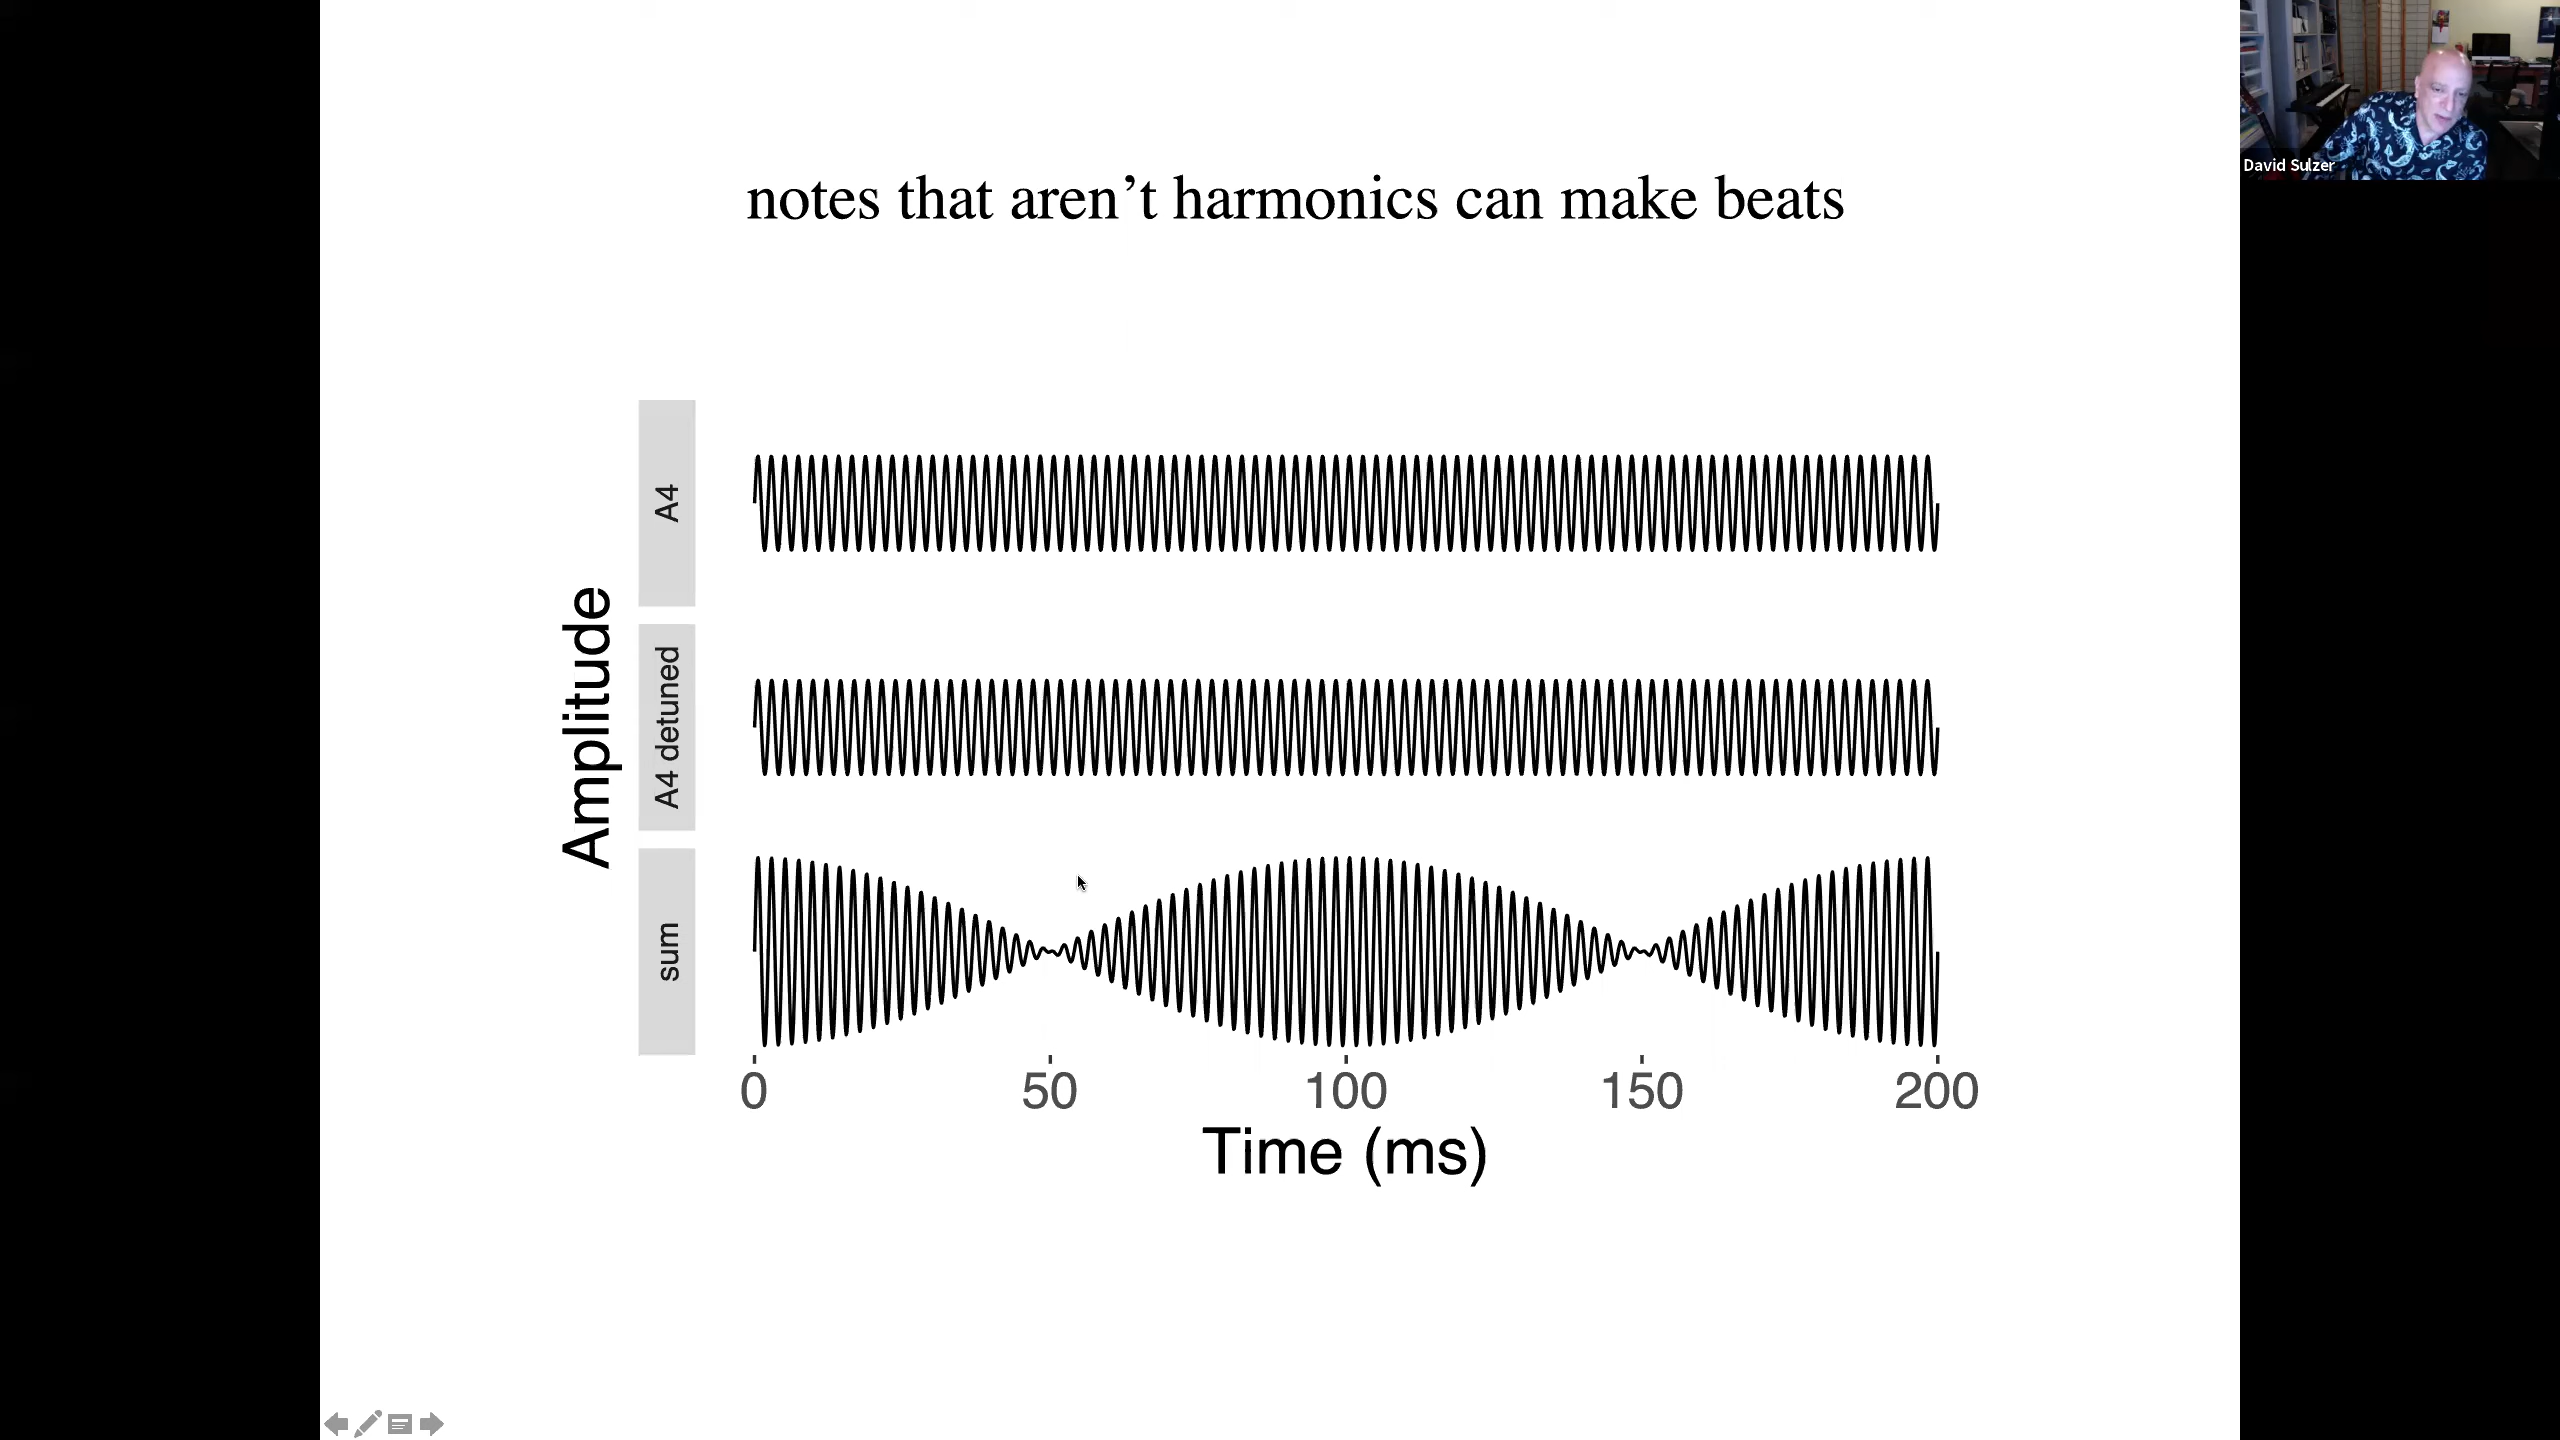 David Sulzer
notes that aren’t harmonics can make beats
Amplitude
A4
A4 detuned
sum
0 50 100 150 200
Time (ms)